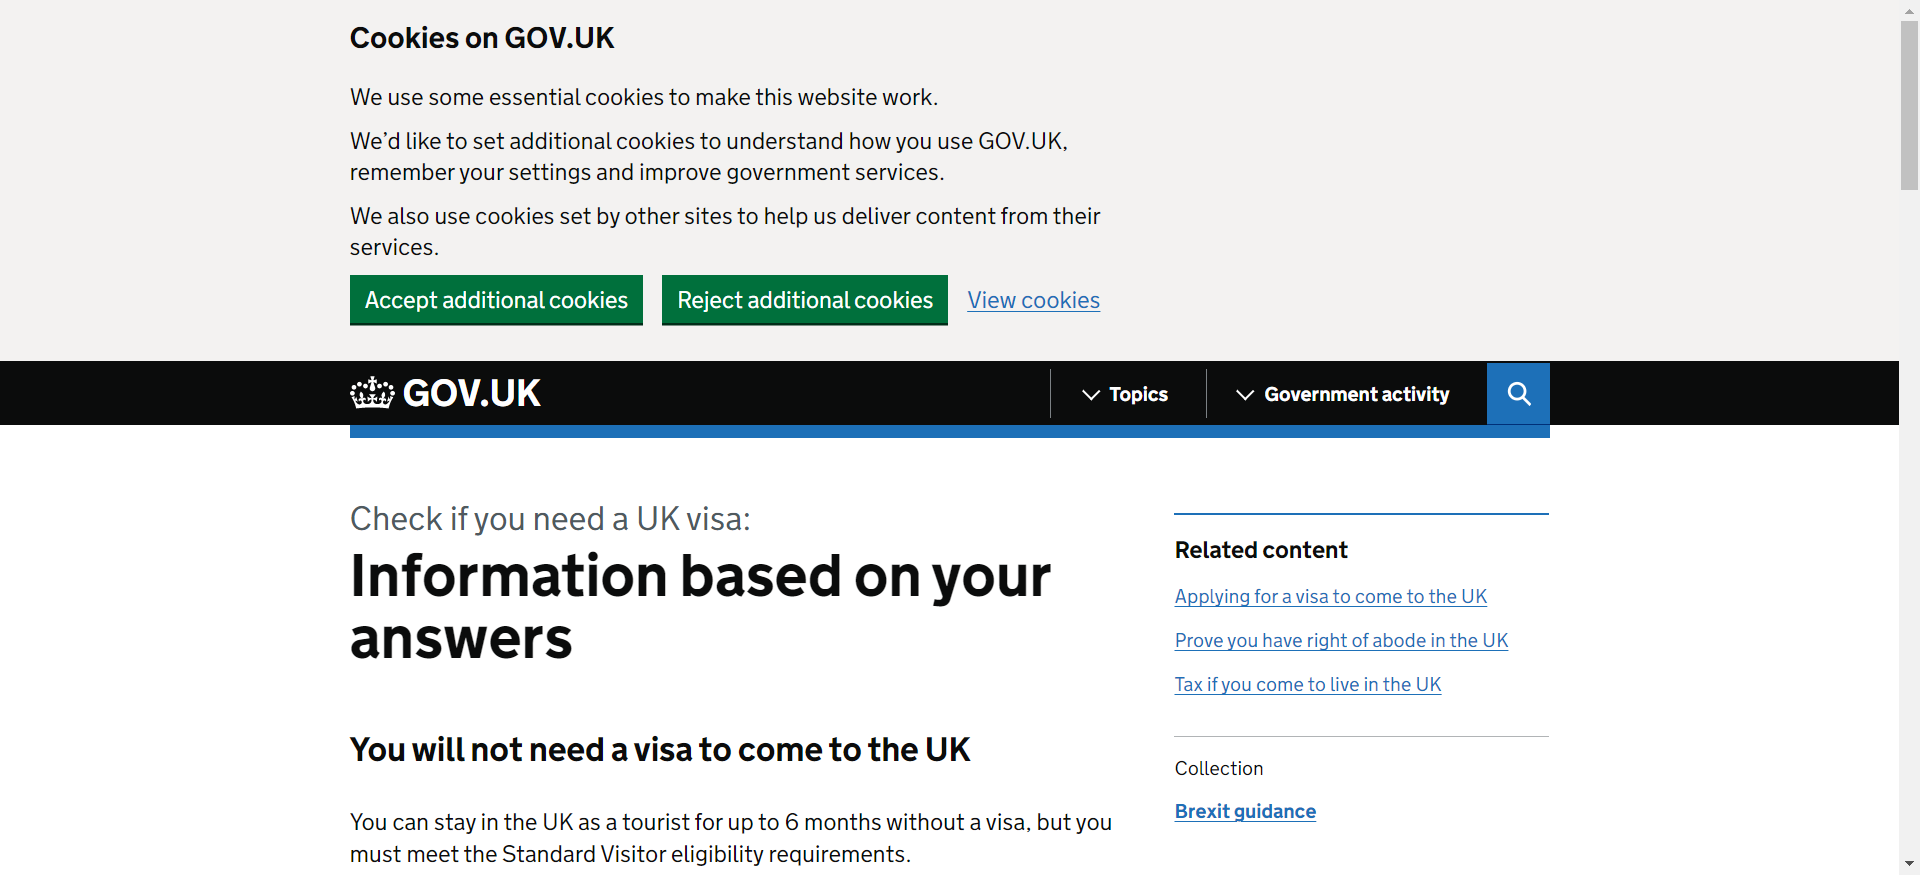 Cookies on GOV.UK
We use some essential cookies to make this website work.
We’d like to set additional cookies to understand how you use GOV.UK,
remember your settings and improve government services.
We also use cookies set by other sites to help us deliver content from their
services.
Accept additional cookies
Reject additional cookies
View cookies
GOV.UK
Topics
Government activity
Check if you need a UK visa:
Information based on your
answers
You will not need a visa to come to the UK
You can stay in the UK as a tourist for up to 6 months without a visa, but you
must meet the Standard Visitor eligibility requirements.
Related content
Applying for a visa to come to the UK
Prove you have right of abode in the UK
Tax if you come to live in the UK
Collection
Brexit guidance